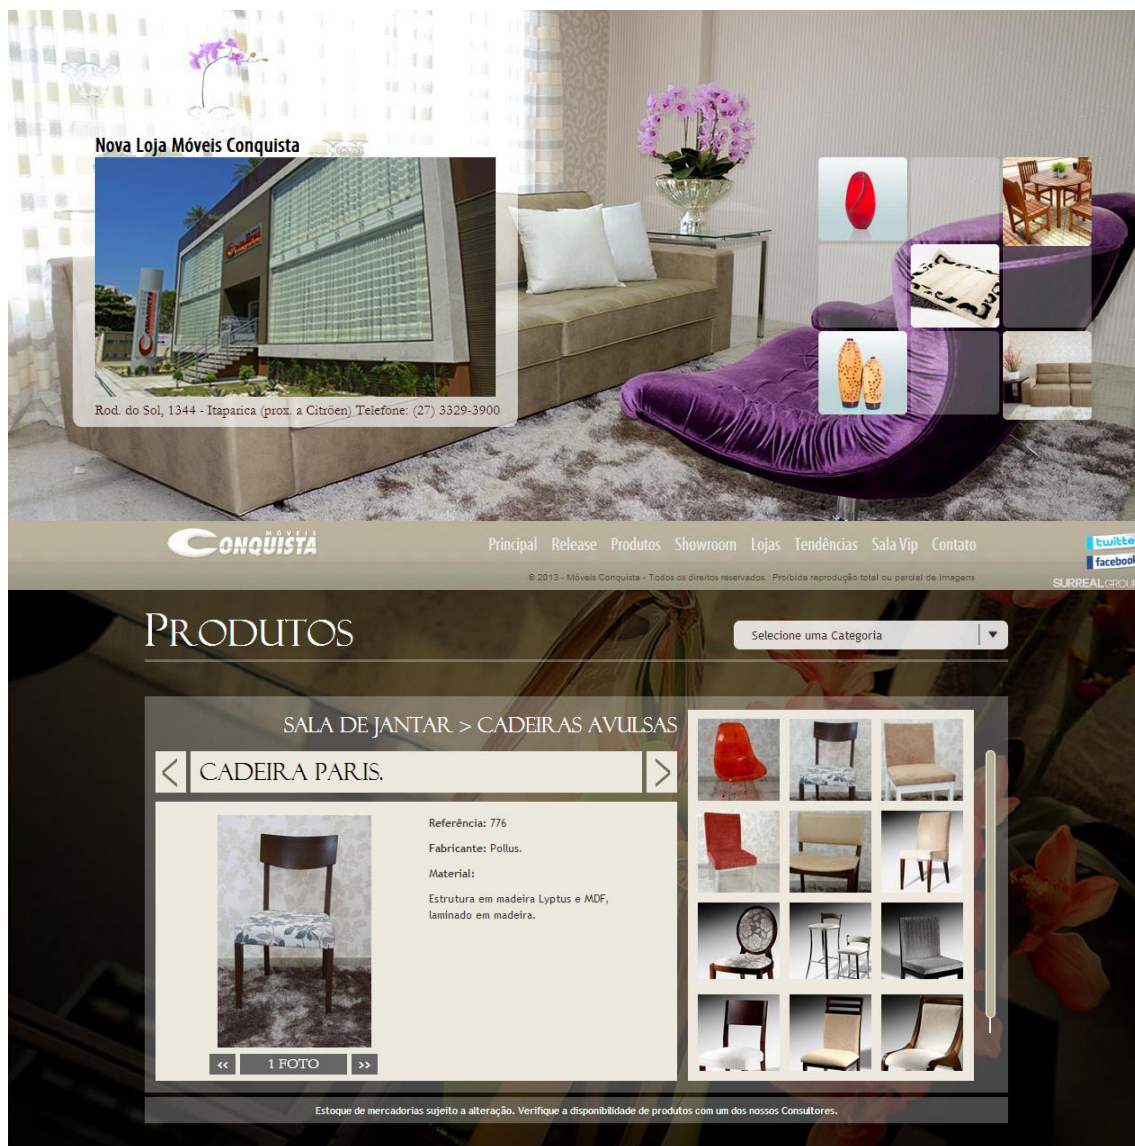 Nova Loja Móveis Conquista
CONQUISTA
Rod. do Sol, 1344 - Itaparica (prox. a Citröen) Telefone: (27) 3329-3900
MÓVEIS
CONQUISTA
Principal Release Produtos Showroom Lojas Tendências Sala Vip Contato
twitte
facebook
© 2013 - Móveis Conquista - Todos os direitos reservados. Proibida reprodução total ou parcial de imagens
SURREALGROU
PRODUTOS
Selecione uma Categoria
SALA DE JANTAR > CADEIRAS AVULSAS
< CADEIRA PARIS. >
Referência: 776
Fabricante: Pollus.
Material:
Estrutura em madeira Lyptus e MDF,
laminado em madeira.
<< 1 FOTO >>
Estoque de mercadorias sujeito a alteração. Verifique a disponibilidade de produtos com um dos nossos Consultores.